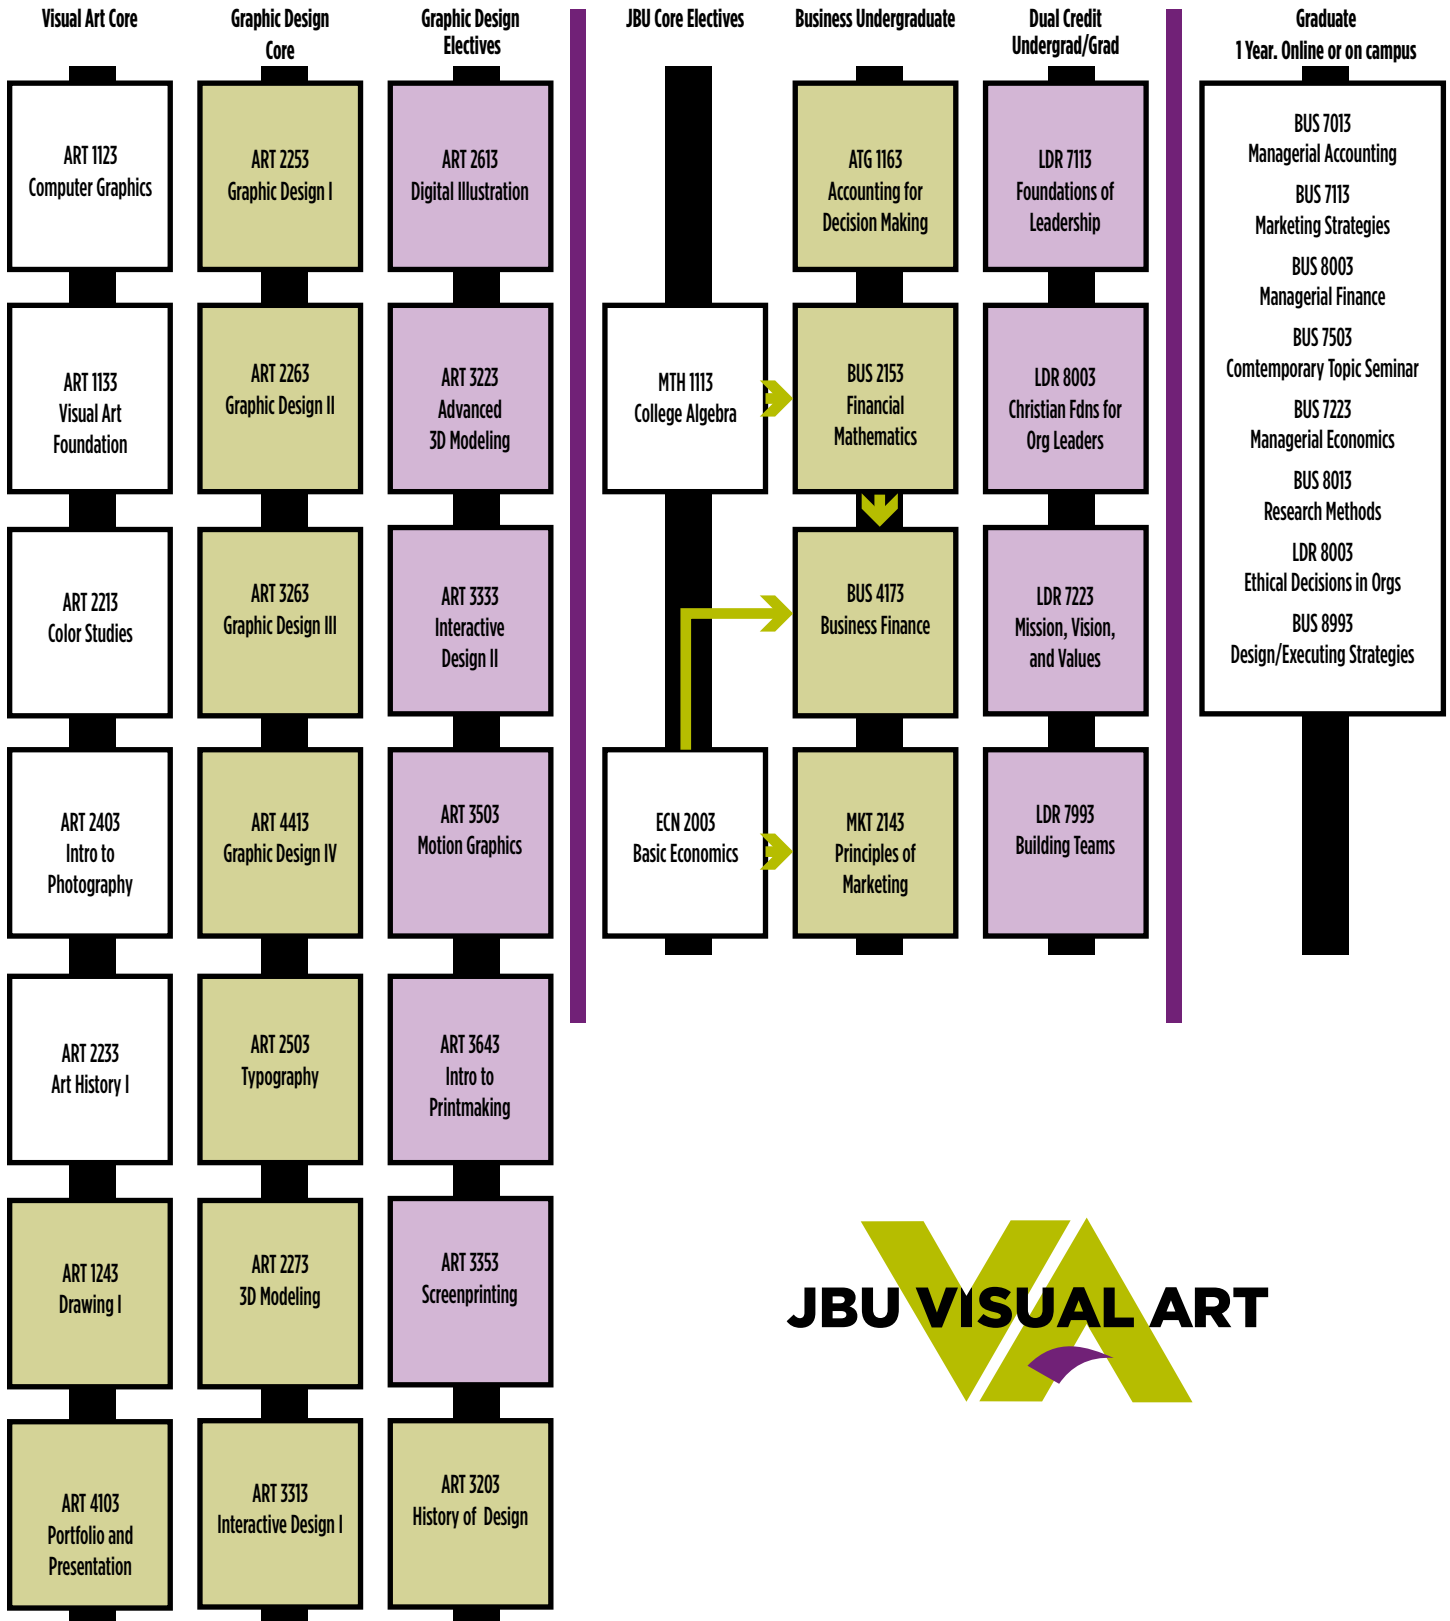 Visual Art Core
ART 1123
Computer Graphics
ART 1133
Visual Art
Foundation
ART 2213
Color Studies
ART 2403
Intro to
Photography
ART 2233
Art History I
ART 1243
Drawing I
ART 4103
Portfolio and
Presentation
Graphic Design
Core
ART 2253
Graphic Design I
ART 2263
Graphic Design II
ART 3263
Graphic Design III
ART 4413
Graphic Design IV
ART 2503
Typography
ART 2273
3D Modeling
ART 3313
Interactive Design I
Graphic Design
Electives
ART 2613
Digital Illustration
ART 3223
Advanced
3D Modeling
ART 3333
Interactive
Design II
ART 3503
Motion Graphics
ART 3643
Intro to
Printmaking
ART 3353
Screenprinting
ART 3203
History of Design
JBU Core Electives
MTH 1113
College Algebra
ECN 2003
Basic Economics
Business Undergraduate
ATG 1163
Accounting for
Decision Making
BUS 2153
Financial
Mathematics
BUS 4173
Business Finance
MKT 2143
Principles of
Marketing
Dual Credit
Undergrad/Grad
LDR 7113
Foundations of
Leadership
LDR 8003
Christian Fdns for
Org Leaders
LDR 7223
Mission, Vision,
and Values
LDR 7993
Building Teams
Graduate
1 Year. Online or on campus
BUS 7013
Managerial Accounting
BUS 7113
Marketing Strategies
BUS 8003
Managerial Finance
BUS 7503
Comtemporary Topic Seminar
BUS 7223
Managerial Economics
BUS 8013
Research Methods
LDR 8003
Ethical Decisions in Orgs
BUS 8993
Design/Executing Strategies
JBU VISUAL ART